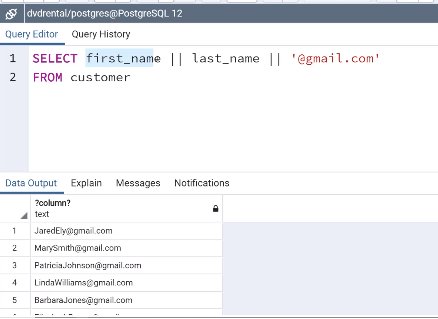 dvdrental/postgres@PostgreSQL 12
Query Editor Query History
1 SELECT first_name || last_name || '@gmail.com'
2 FROM customer
Data Output Explain Messages Notifications
?column?
text
1 JaredEly@gmail.com
2 MarySmith@gmail.com
3 PatriciaJohnson@gmail.com
4 LindaWilliams@gmail.com
5 BarbaraJones@gmail.com